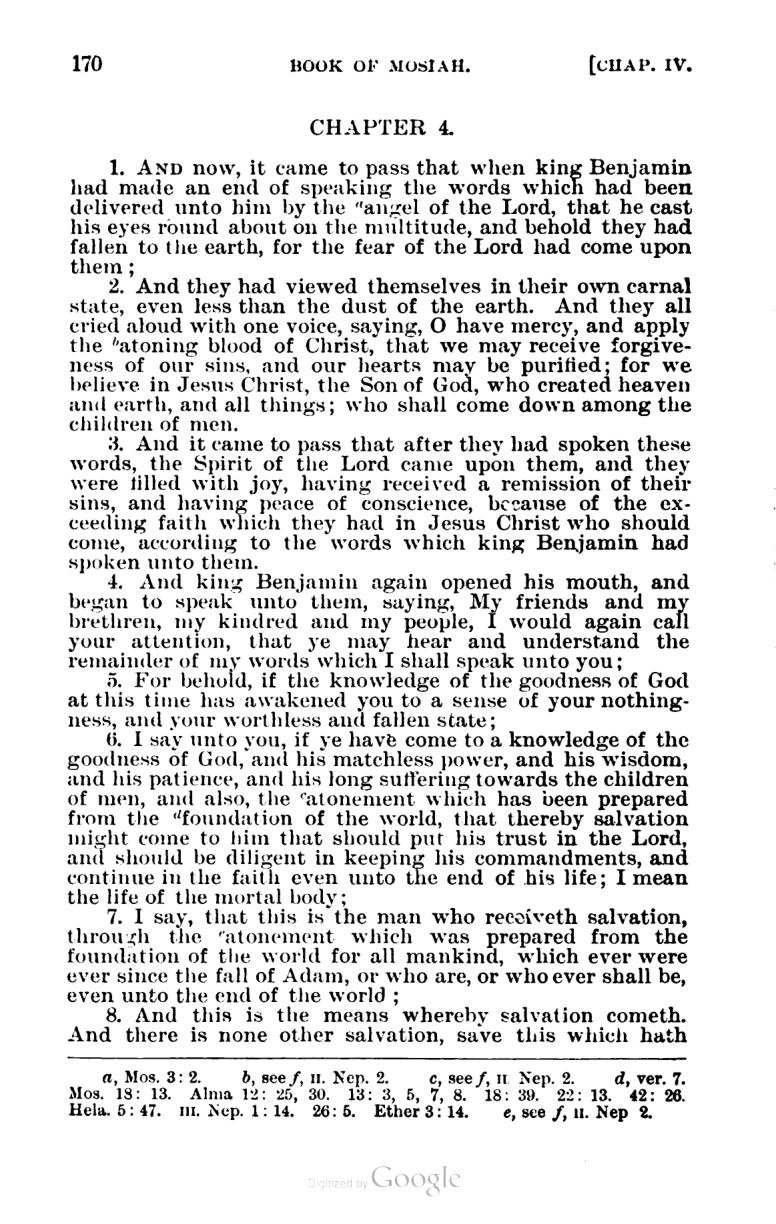 170 BOOK OF MOSIAH. [CHAP. IV.
CHAPTER 4.
1. AND now, it came to pass that when king Benjamin
had made an end of speaking the words which had been
delivered unto him by the ᵃangel of the Lord, that he cast
his eyes round about on the multitude, and behold they had
fallen to the earth, for the fear of the Lord had come upon
them;
2. And they had viewed themselves in their own carnal
state, even less than the dust of the earth. And they all
cried aloud with one voice, saying, O have mercy, and apply
the ᵇatoning blood of Christ, that we may receive forgive-
ness of our sins, and our hearts may be purified; for we
believe in Jesus Christ, the Son of God, who created heaven
and earth, and all things; who shall come down among the
children of men.
3. And it came to pass that after they had spoken these
words, the Spirit of the Lord came upon them, and they
were filled with joy, having received a remission of their
sins, and having peace of conscience, because of the ex-
ceeding faith which they had in Jesus Christ who should
come, according to the words which king Benjamin had
spoken unto them.
4. And king Benjamin again opened his mouth, and
began to speak unto them, saying, My friends and my
brethren, my kindred and my people, I would again call
your attention, that ye may hear and understand the
remainder of my words which I shall speak unto you;
5. For behold, if the knowledge of the goodness of God
at this time has awakened you to a sense of your nothing-
ness, and your worthless and fallen state;
6. I say unto you, if ye have come to a knowledge of the
goodness of God, and his matchless power, and his wisdom,
and his patience, and his long suffering towards the children
of men, and also, the ᶜatonement which has been prepared
from the ᵈfoundation of the world, that thereby salvation
might come to him that should put his trust in the Lord,
and should be diligent in keeping his commandments, and
continue in the faith even unto the end of his life; I mean
the life of the mortal body;
7. I say, that this is the man who receiveth salvation,
through the ᵉatonement which was prepared from the
foundation of the world for all mankind, which ever were
ever since the fall of Adam, or who are, or who ever shall be,
even unto the end of the world;
8. And this is the means whereby salvation cometh.
And there is none other salvation, save this which hath
a, Mos. 3: 2. b, see f, II. Nep. 2. c, see f, II. Nep. 2. d, ver. 7.
Mos. 18: 13. Alma 12: 25, 30. 13: 3, 5, 7, 8. 18: 39. 22: 13. 42: 26.
Hela. 5: 47. III. Nep. 1: 14. 26: 5. Ether 3: 14. e, see f, II. Nep 2.
Digitized by Google